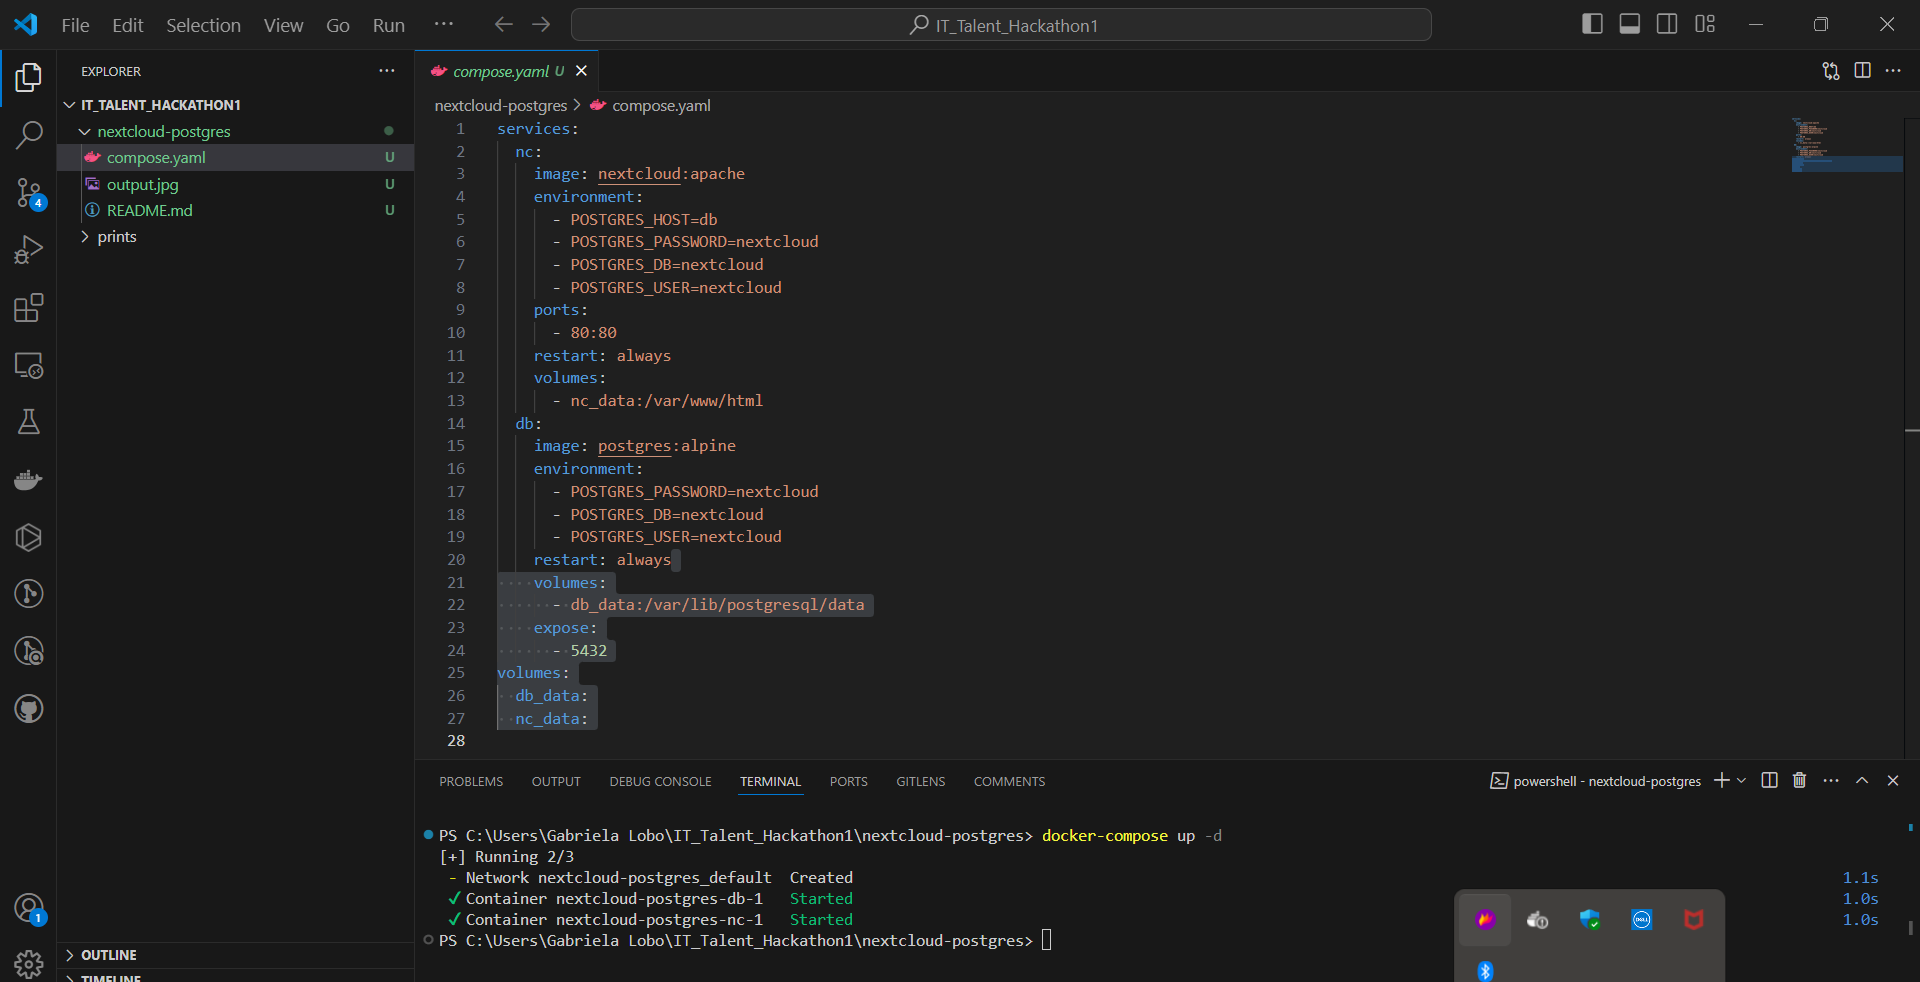 File Edit Selection View Go Run ··· IT_Talent_Hackathon1
EXPLORER
IT_TALENT_HACKATHON1
nextcloud-postgres
compose.yaml U
output.jpg U
README.md U
prints
4
1
OUTLINE
TIMELINE
compose.yaml U
nextcloud-postgres > compose.yaml
1 services:
2 nc:
3 image: nextcloud:apache
4 environment:
5 - POSTGRES_HOST=db
6 - POSTGRES_PASSWORD=nextcloud
7 - POSTGRES_DB=nextcloud
8 - POSTGRES_USER=nextcloud
9 ports:
10 - 80:80
11 restart: always
12 volumes:
13 - nc_data:/var/www/html
14 db:
15 image: postgres:alpine
16 environment:
17 - POSTGRES_PASSWORD=nextcloud
18 - POSTGRES_DB=nextcloud
19 - POSTGRES_USER=nextcloud
20 restart: always
21 volumes:
22 - db_data:/var/lib/postgresql/data
23 expose:
24 - 5432
25 volumes:
26 db_data:
27 nc_data:
28
PROBLEMS OUTPUT DEBUG CONSOLE TERMINAL PORTS GITLENS COMMENTS powershell - nextcloud-postgres
PS C:\Users\Gabriela Lobo\IT_Talent_Hackathon1\nextcloud-postgres> docker-compose up -d
[+] Running 2/3
- Network nextcloud-postgres_default Created 1.1s
✓ Container nextcloud-postgres-db-1 Started 1.0s
✓ Container nextcloud-postgres-nc-1 Started 1.0s
PS C:\Users\Gabriela Lobo\IT_Talent_Hackathon1\nextcloud-postgres>
DELL